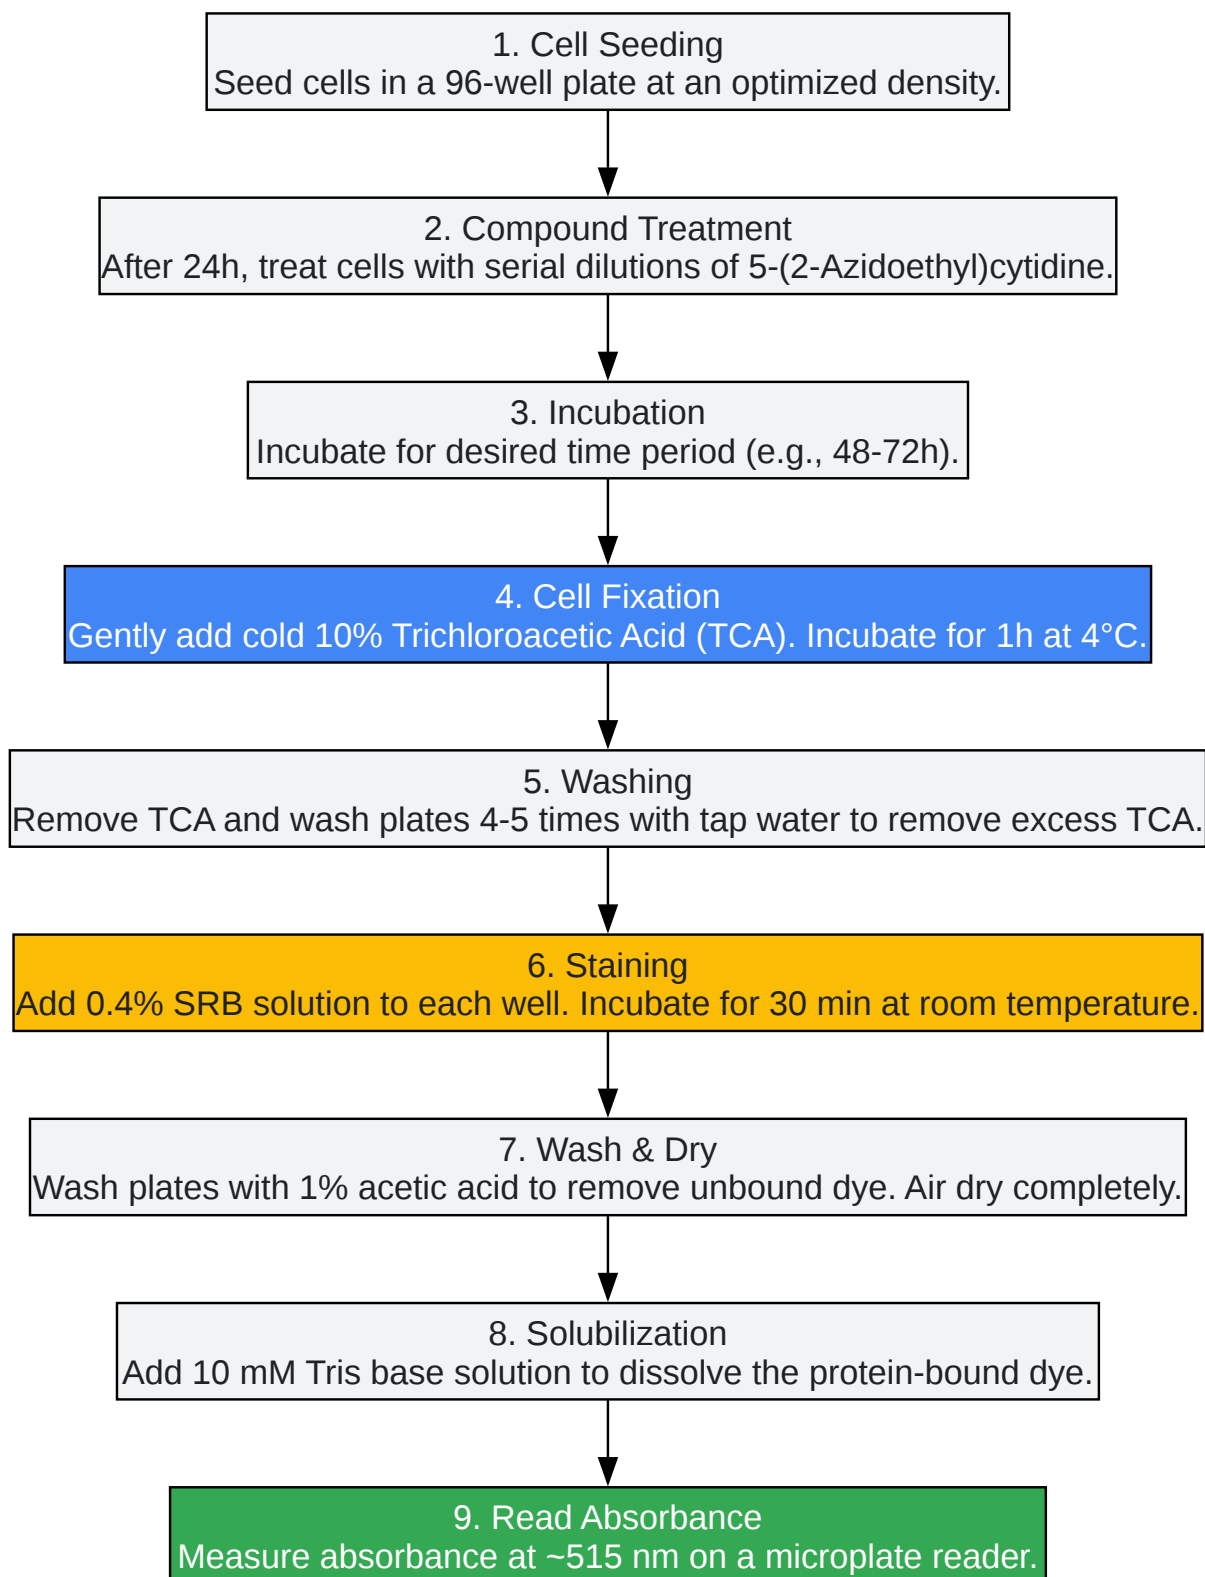 1. Cell Seeding
Seed cells in a 96-well plate at an optimized density.
2. Compound Treatment
After 24h, treat cells with serial dilutions of 5-(2-Azidoethyl)cytidine.
3. Incubation
Incubate for desired time period (e.g., 48-72h).
4. Cell Fixation
Gently add cold 10% Trichloroacetic Acid (TCA). Incubate for 1h at 4°C.
5. Washing
Remove TCA and wash plates 4-5 times with tap water to remove excess TCA.
6. Staining
Add 0.4% SRB solution to each well. Incubate for 30 min at room temperature.
7. Wash & Dry
Wash plates with 1% acetic acid to remove unbound dye. Air dry completely.
8. Solubilization
Add 10 mM Tris base solution to dissolve the protein-bound dye.
9. Read Absorbance
Measure absorbance at ~515 nm on a microplate reader.